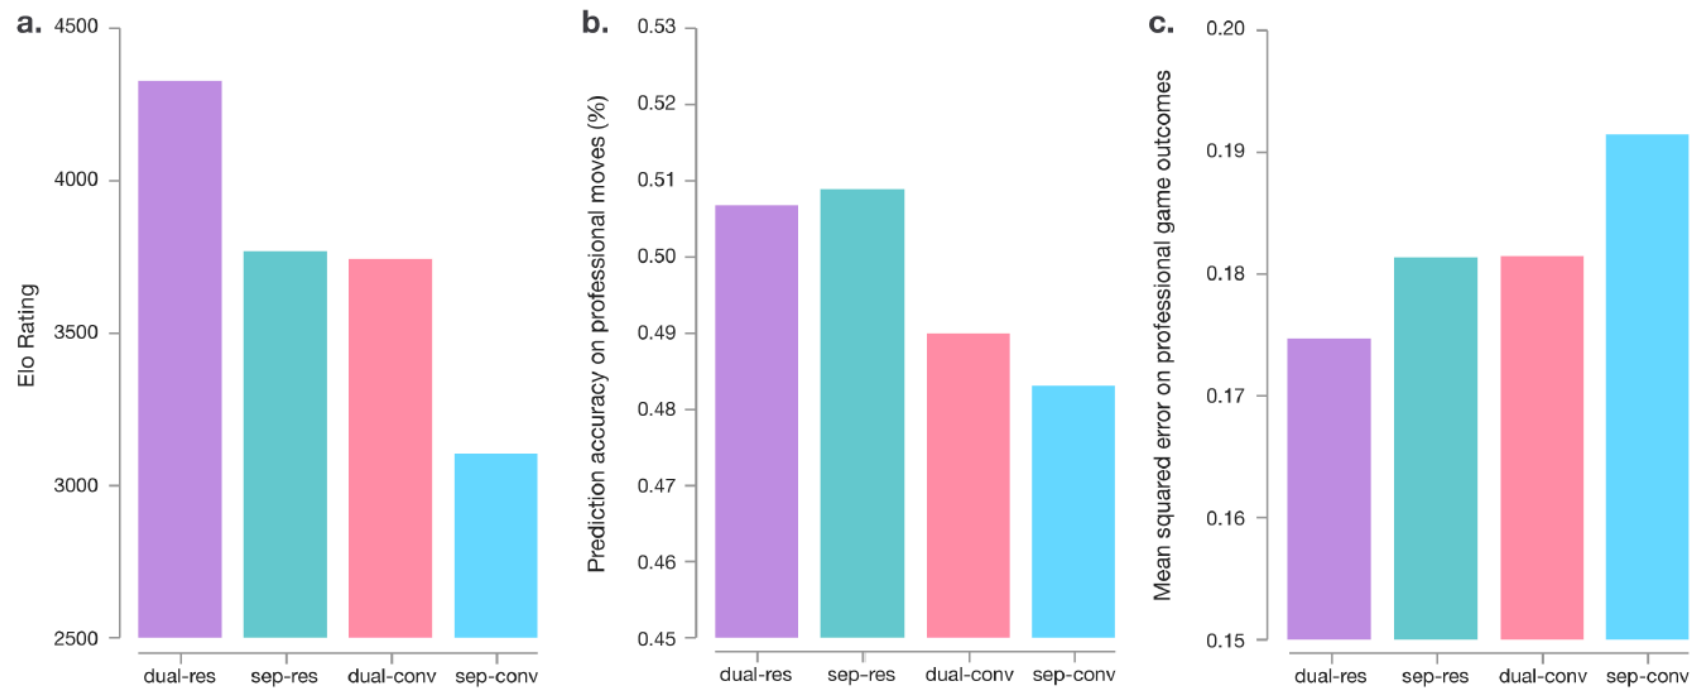 a.
Elo Rating
4500
4000
3500
3000
2500
dual-res
sep-res
dual-conv
sep-conv
b.
Prediction accuracy on professional moves (%)
0.53
0.52
0.51
0.50
0.49
0.48
0.47
0.46
0.45
dual-res
sep-res
dual-conv
sep-conv
c.
Mean squared error on professional game outcomes
0.20
0.19
0.18
0.17
0.16
0.15
dual-res
sep-res
dual-conv
sep-conv